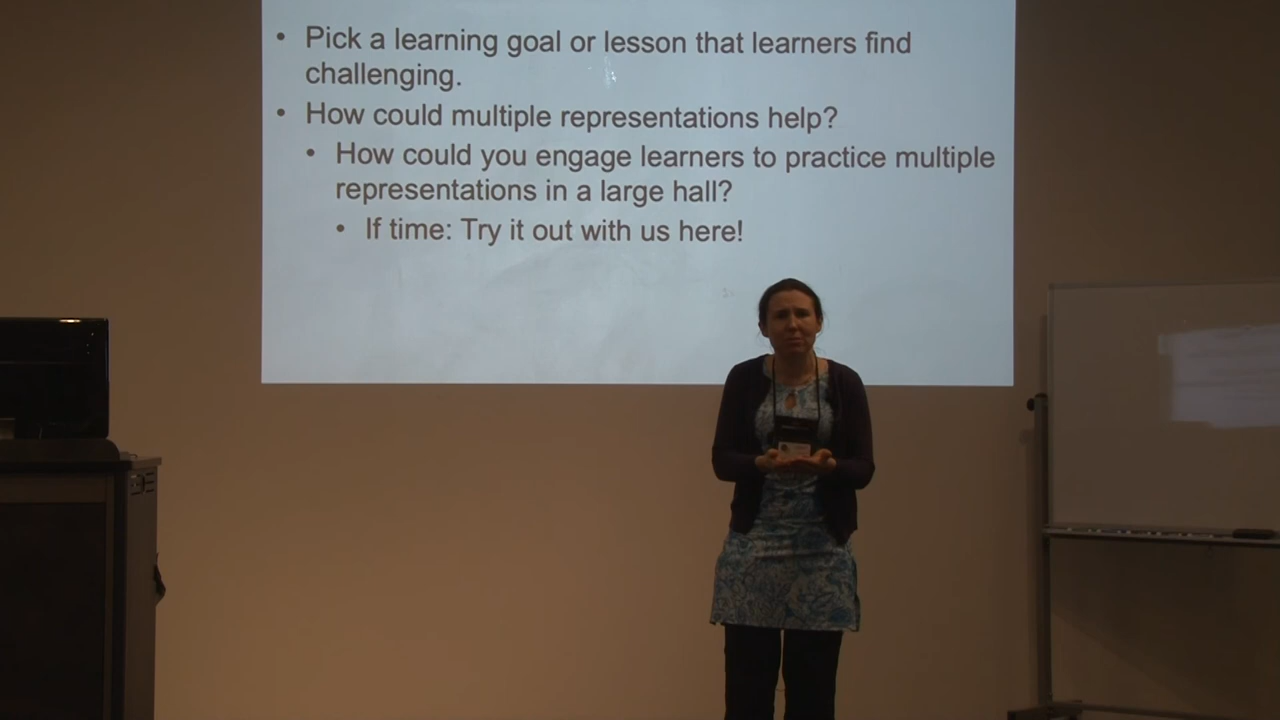 • Pick a learning goal or lesson that learners find
challenging.
• How could multiple representations help?
• How could you engage learners to practice multiple
representations in a large hall?
• If time: Try it out with us here!